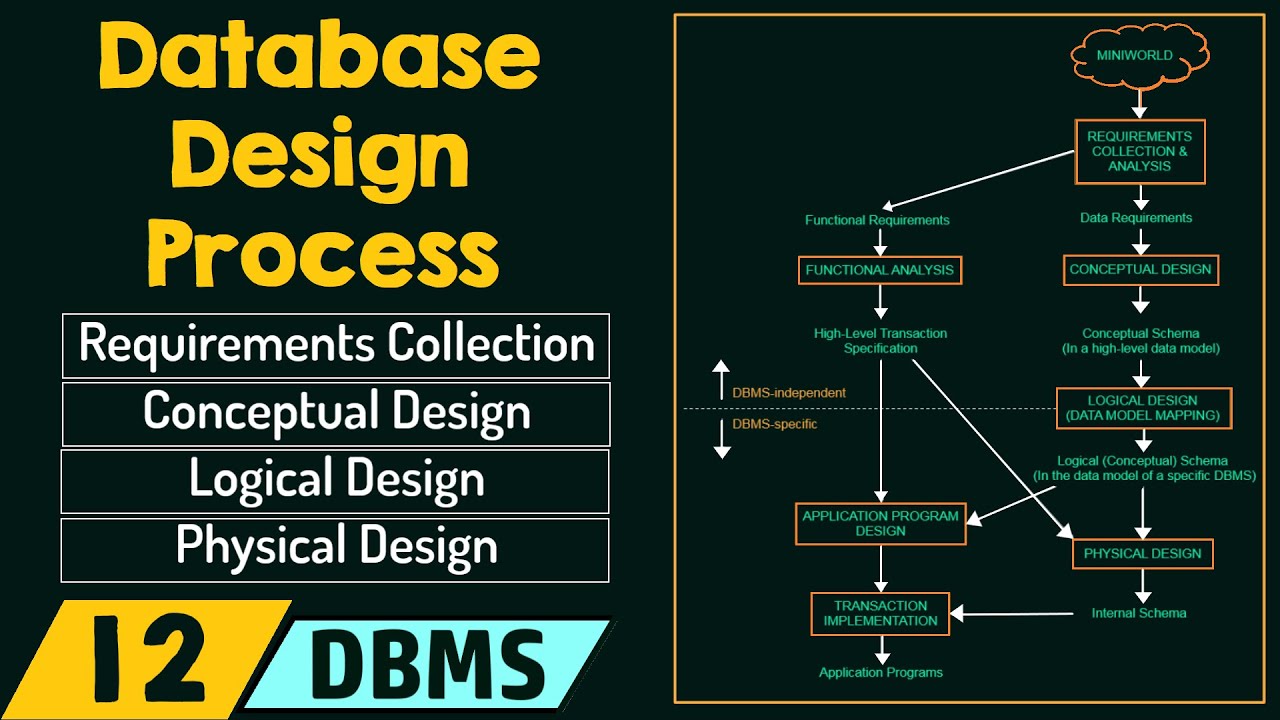 Database
Design
Process
Requirements Collection
Conceptual Design
Logical Design
Physical Design
12
DBMS
MINIWORLD
REQUIREMENTS
COLLECTION &
ANALYSIS
Functional Requirements
Data Requirements
FUNCTIONAL ANALYSIS
CONCEPTUAL DESIGN
High-Level Transaction
Specification
Conceptual Schema
(In a high-level data model)
DBMS-independent
DBMS-specific
LOGICAL DESIGN
(DATA MODEL MAPPING)
Logical (Conceptual) Schema
(In the data model of a specific DBMS)
APPLICATION PROGRAM
DESIGN
PHYSICAL DESIGN
TRANSACTION
IMPLEMENTATION
Internal Schema
Application Programs